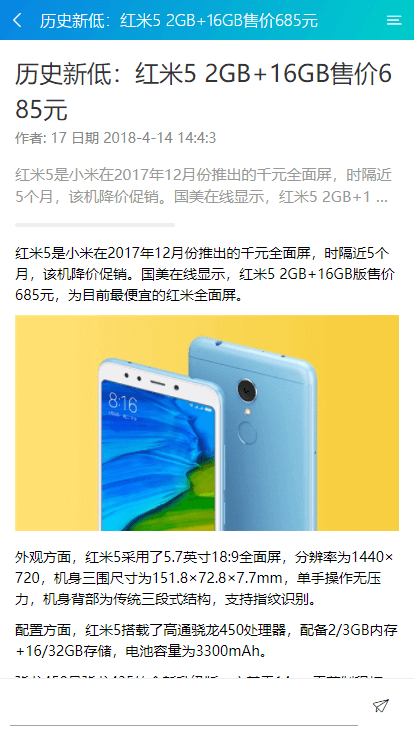 历史新低：红米5 2GB+16GB售价685元
历史新低：红米5 2GB+16GB售价6
85元
作者: 17 日期 2018-4-14 14:4:3
红米5是小米在2017年12月份推出的千元全面屏，时隔近
5个月，该机降价促销。国美在线显示，红米5 2GB+1 ...
红米5是小米在2017年12月份推出的千元全面屏，时隔近5个
月，该机降价促销。国美在线显示，红米5 2GB+16GB版售价
685元，为目前最便宜的红米全面屏。
8:16
外观方面，红米5采用了5.7英寸18:9全面屏，分辨率为1440×
720，机身三围尺寸为151.8×72.8×7.7mm，单手操作无压
力，机身背部为传统三段式结构，支持指纹识别。
配置方面，红米5搭载了高通骁龙450处理器，配备2/3GB内存
+16/32GB存储，电池容量为3300mAh。